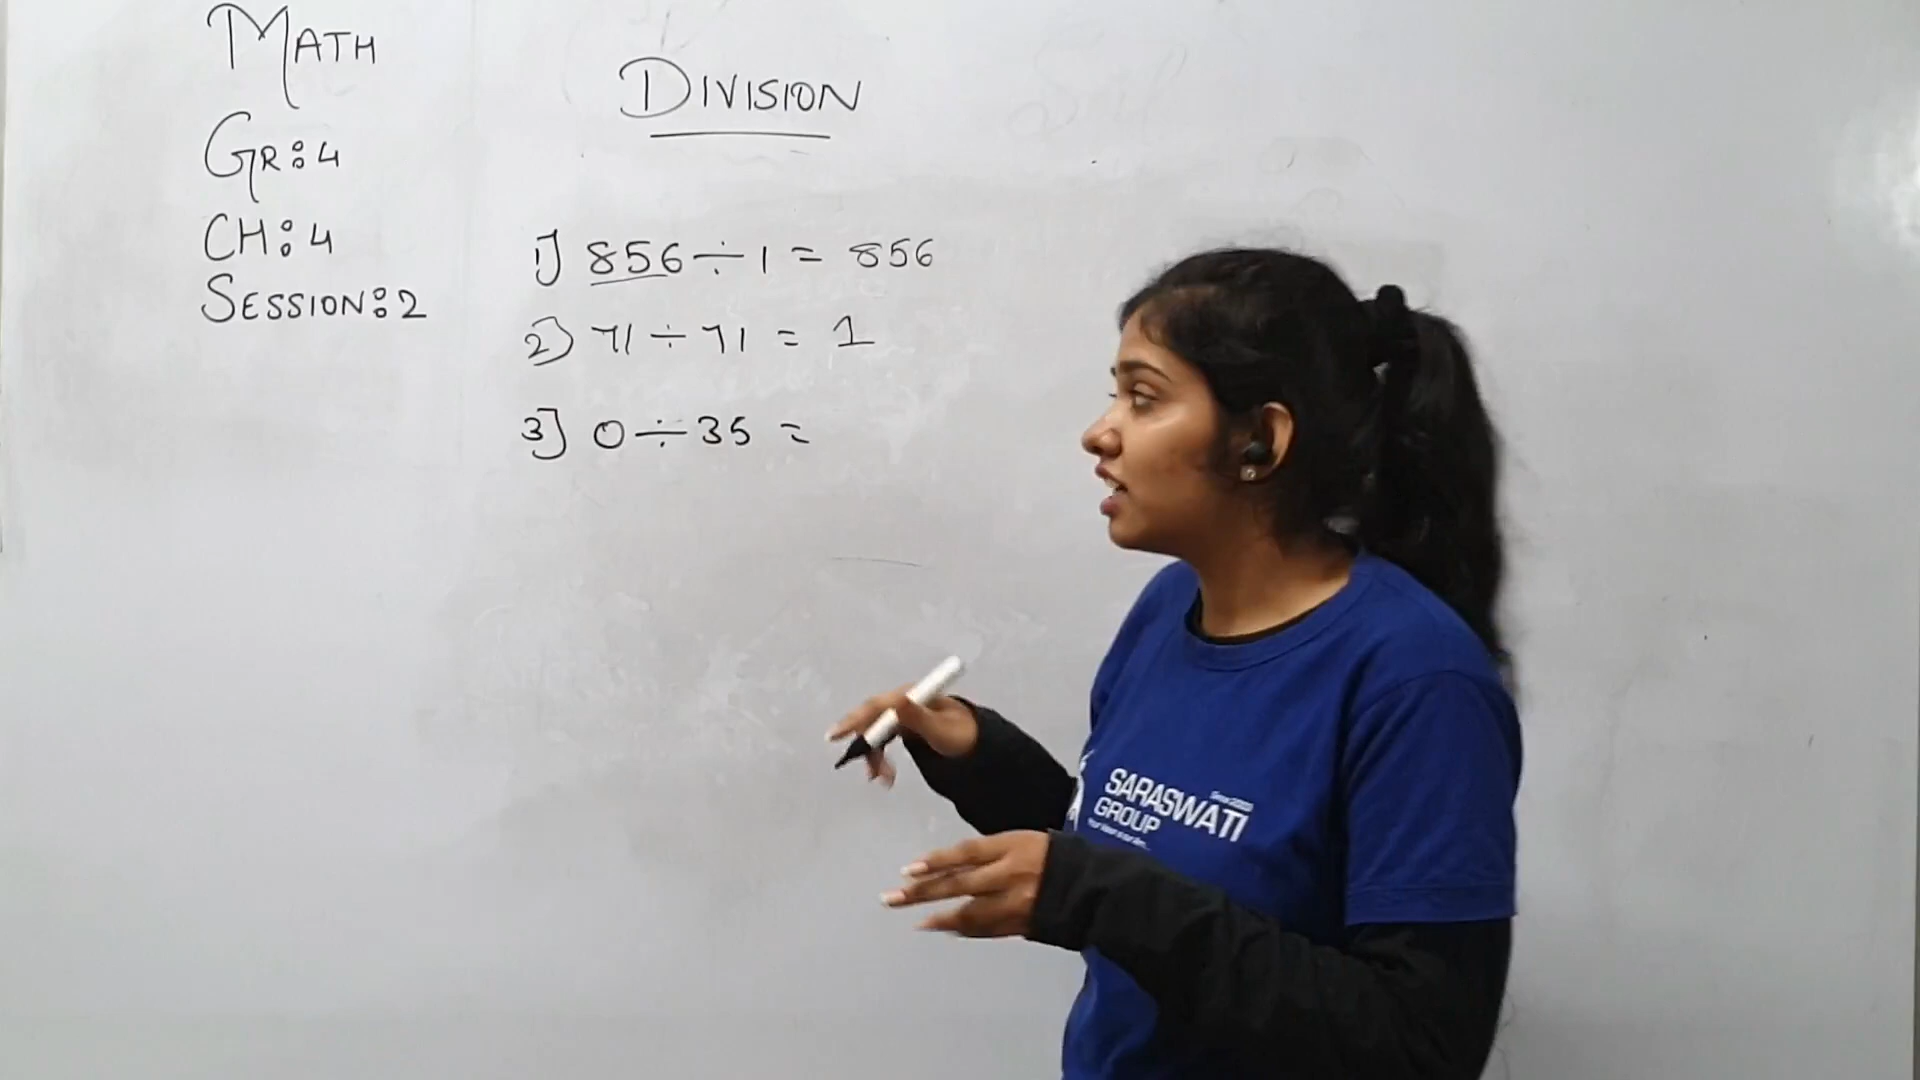 MATH
GR:4
CH:4
SESSION:2
DIVISION
1] 856 ÷ 1 = 856
2] 71 ÷ 71 = 1
3] 0 ÷ 35 =
SARASWATI
GROUP